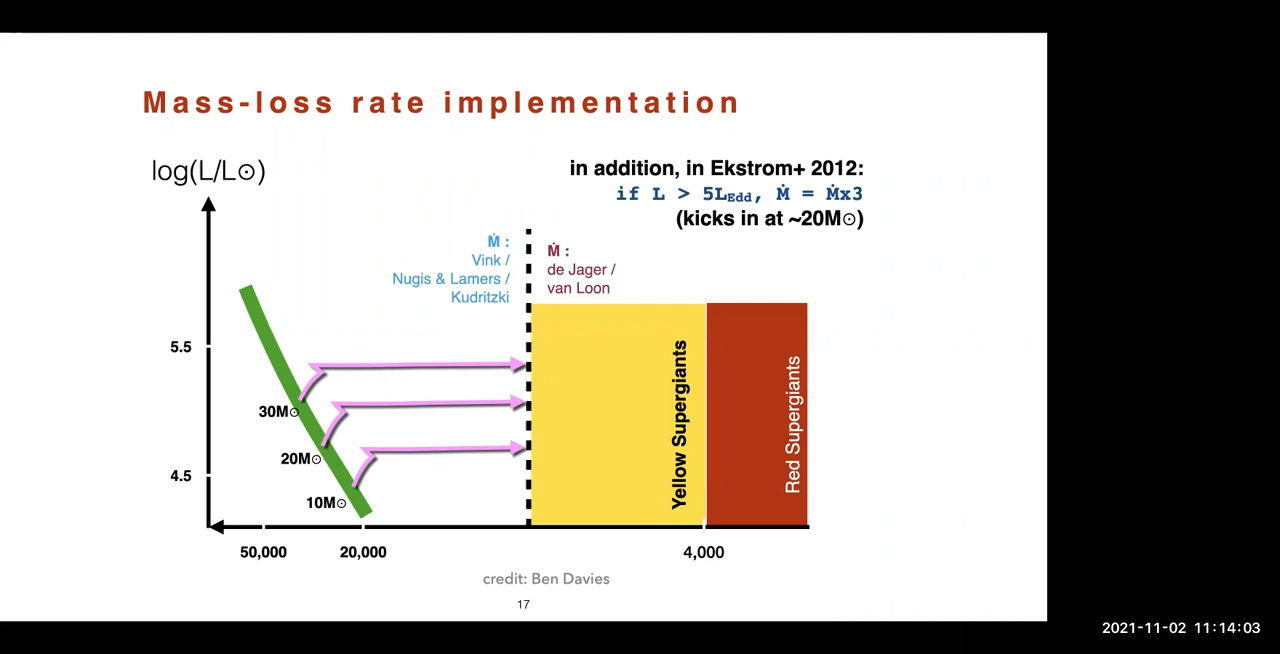 Mass-loss rate implementation
log(L/L⊙)
in addition, in Ekstrom+ 2012:
if L > 5LEdd, Ṁ = Ṁx3
(kicks in at ~20M⊙)
Ṁ :
Vink /
Nugis & Lamers /
Kudritzki
Ṁ :
de Jager /
van Loon
5.5
4.5
30M⊙
20M⊙
10M⊙
Yellow Supergiants
Red Supergiants
50,000
20,000
4,000
credit: Ben Davies
17
2021-11-02 11:14:03